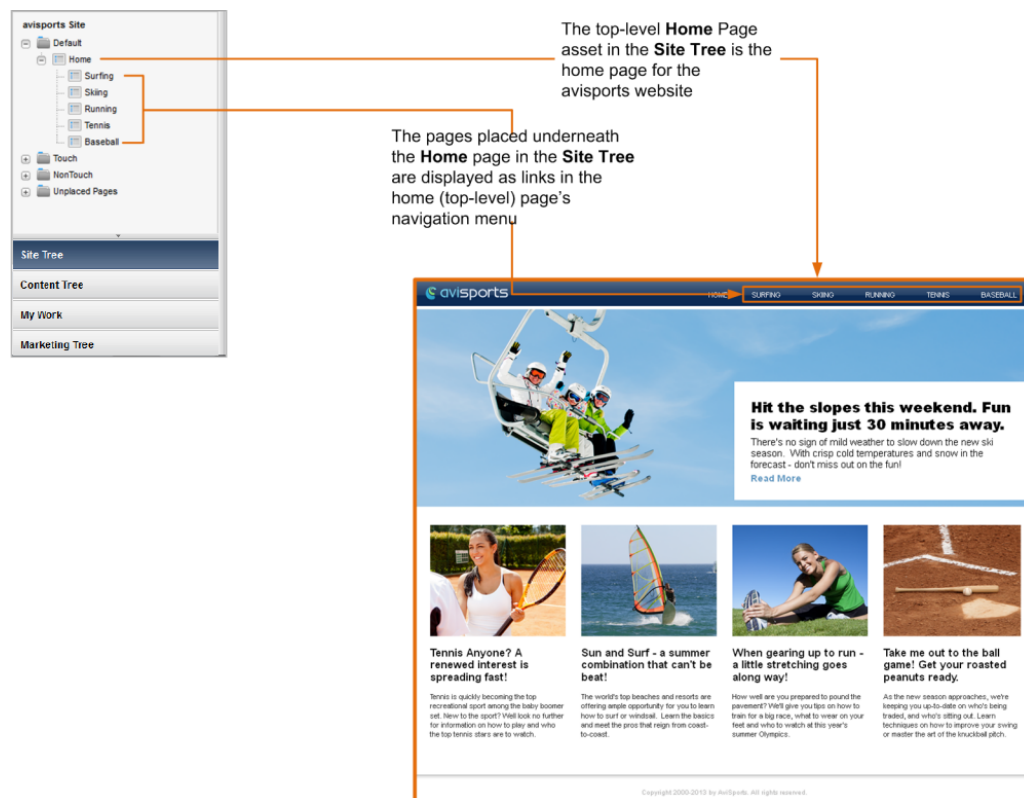 avisports Site
Default
Home
Surfing
Skiing
Running
Tennis
Baseball
Touch
NonTouch
Unplaced Pages
Site Tree
Content Tree
My Work
Marketing Tree
The top-level Home Page
asset in the Site Tree is the
home page for the
avisports website
The pages placed underneath
the Home page in the Site Tree
are displayed as links in the
home (top-level) page's
navigation menu
avisports
HOME
SURFING
SKIING
RUNNING
TENNIS
BASEBALL
Hit the slopes this weekend. Fun
is waiting just 30 minutes away.
There's no sign of mild weather to slow down the new ski
season. With crisp cold temperatures and snow in the
forecast - don't miss out on the fun!
Read More
Tennis Anyone? A
renewed interest is
spreading fast!
Tennis is quickly becoming the top
recreational sport among the baby boomer
set. New to the sport? Well look no further
for information on how to play and who
the top tennis stars are to watch.
Sun and Surf - a summer
combination that can't be
beat!
The world's top beaches and resorts are
offering ample opportunity for you to learn
how to surf or windsail. Learn the basics
and meet the pros that reign from coast-
to-coast.
When gearing up to run -
a little stretching goes
along way!
How well are you prepared to pound the
pavement? We'll give you tips on how to
train for a big race, what to wear on your
feet and who to watch at this year's
summer Olympics.
Take me out to the ball
game! Get your roasted
peanuts ready.
As the new season approaches, we're
keeping you up-to-date on who's being
traded, and who's sitting out. Learn
techniques on how to improve your swing
or master the art of the knuckball pitch.
Copyright 2000-2013 by AviSports. All rights reserved.